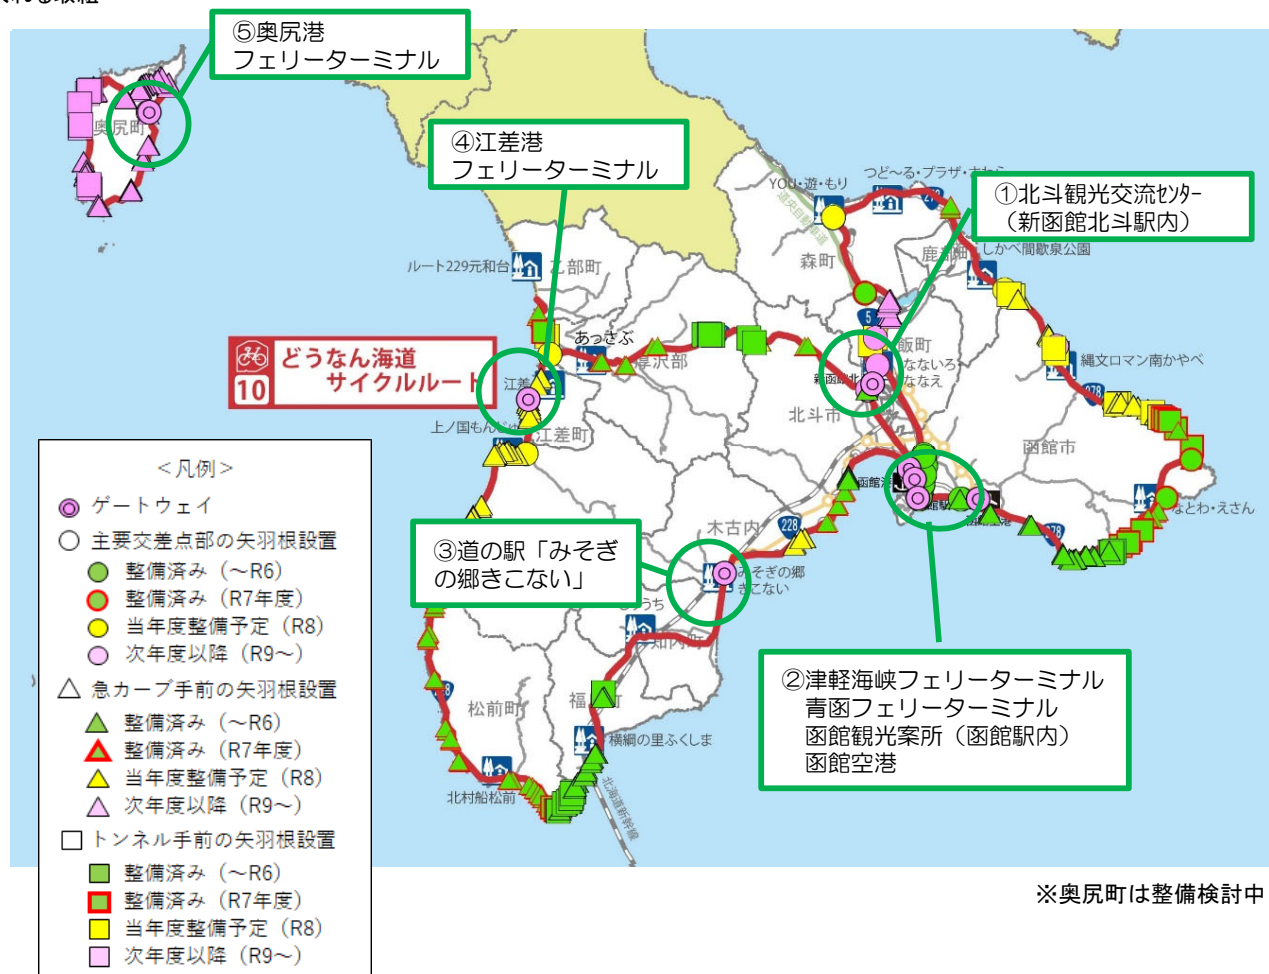 ⑤奥尻港
フェリーターミナル
奥尻町
④江差港
フェリーターミナル
YOU・遊・もり
①北斗観光交流ｾﾝﾀｰ
（新函館北斗駅内）
278
道央自動車道
森町
しかべ間歇泉公園
ルート229元和台
乙部町
5
10
どうなん海道
サイクルルート
あっさぶ
厚沢部
なないろ・
ななえ
縄文ロマン南かやべ
278
江差
北斗市
上ノ国もんじゅ
江差町
函館市
<凡例>
ゲートウェイ
主要交差点部の矢羽根設置
整備済み（～R6）
整備済み（R7年度）
当年度整備予定（R8）
次年度以降（R9～）
急カーブ手前の矢羽根設置
整備済み（～R6）
整備済み（R7年度）
当年度整備予定（R8）
次年度以降（R9～）
トンネル手前の矢羽根設置
整備済み（～R6）
整備済み（R7年度）
当年度整備予定（R8）
次年度以降（R9～）
なとわ・えさん
木古内
228
③道の駅「みそぎ
の郷きこない」
みそぎの郷
きこない
知内町
②津軽海峡フェリーターミナル
青函フェリーターミナル
函館観光案所（函館駅内）
函館空港
松前町
横綱の里ふくしま
北村船松前
北海道新幹線
※奥尻町は整備検討中